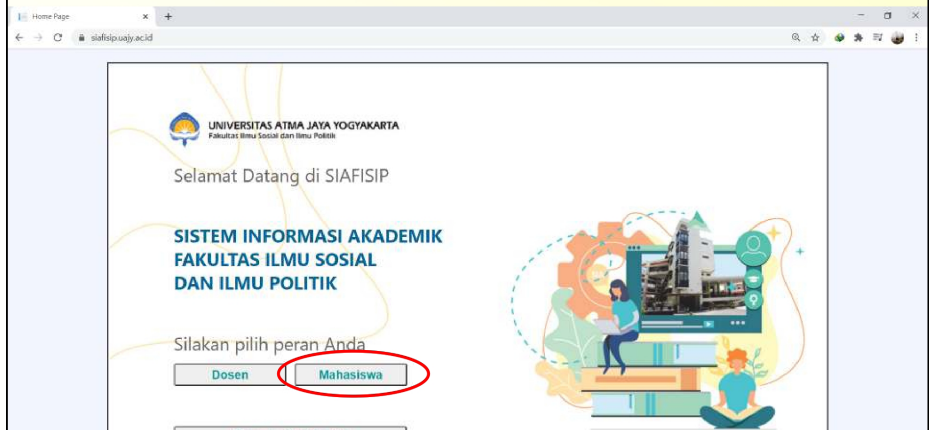 Home Page
siafisip.uajy.ac.id
UNIVERSITAS ATMA JAYA YOGYAKARTA
Fakultas Ilmu Sosial dan Ilmu Politik
Selamat Datang di SIAFISIP
SISTEM INFORMASI AKADEMIK
FAKULTAS ILMU SOSIAL
DAN ILMU POLITIK
Silakan pilih peran Anda
Dosen Mahasiswa